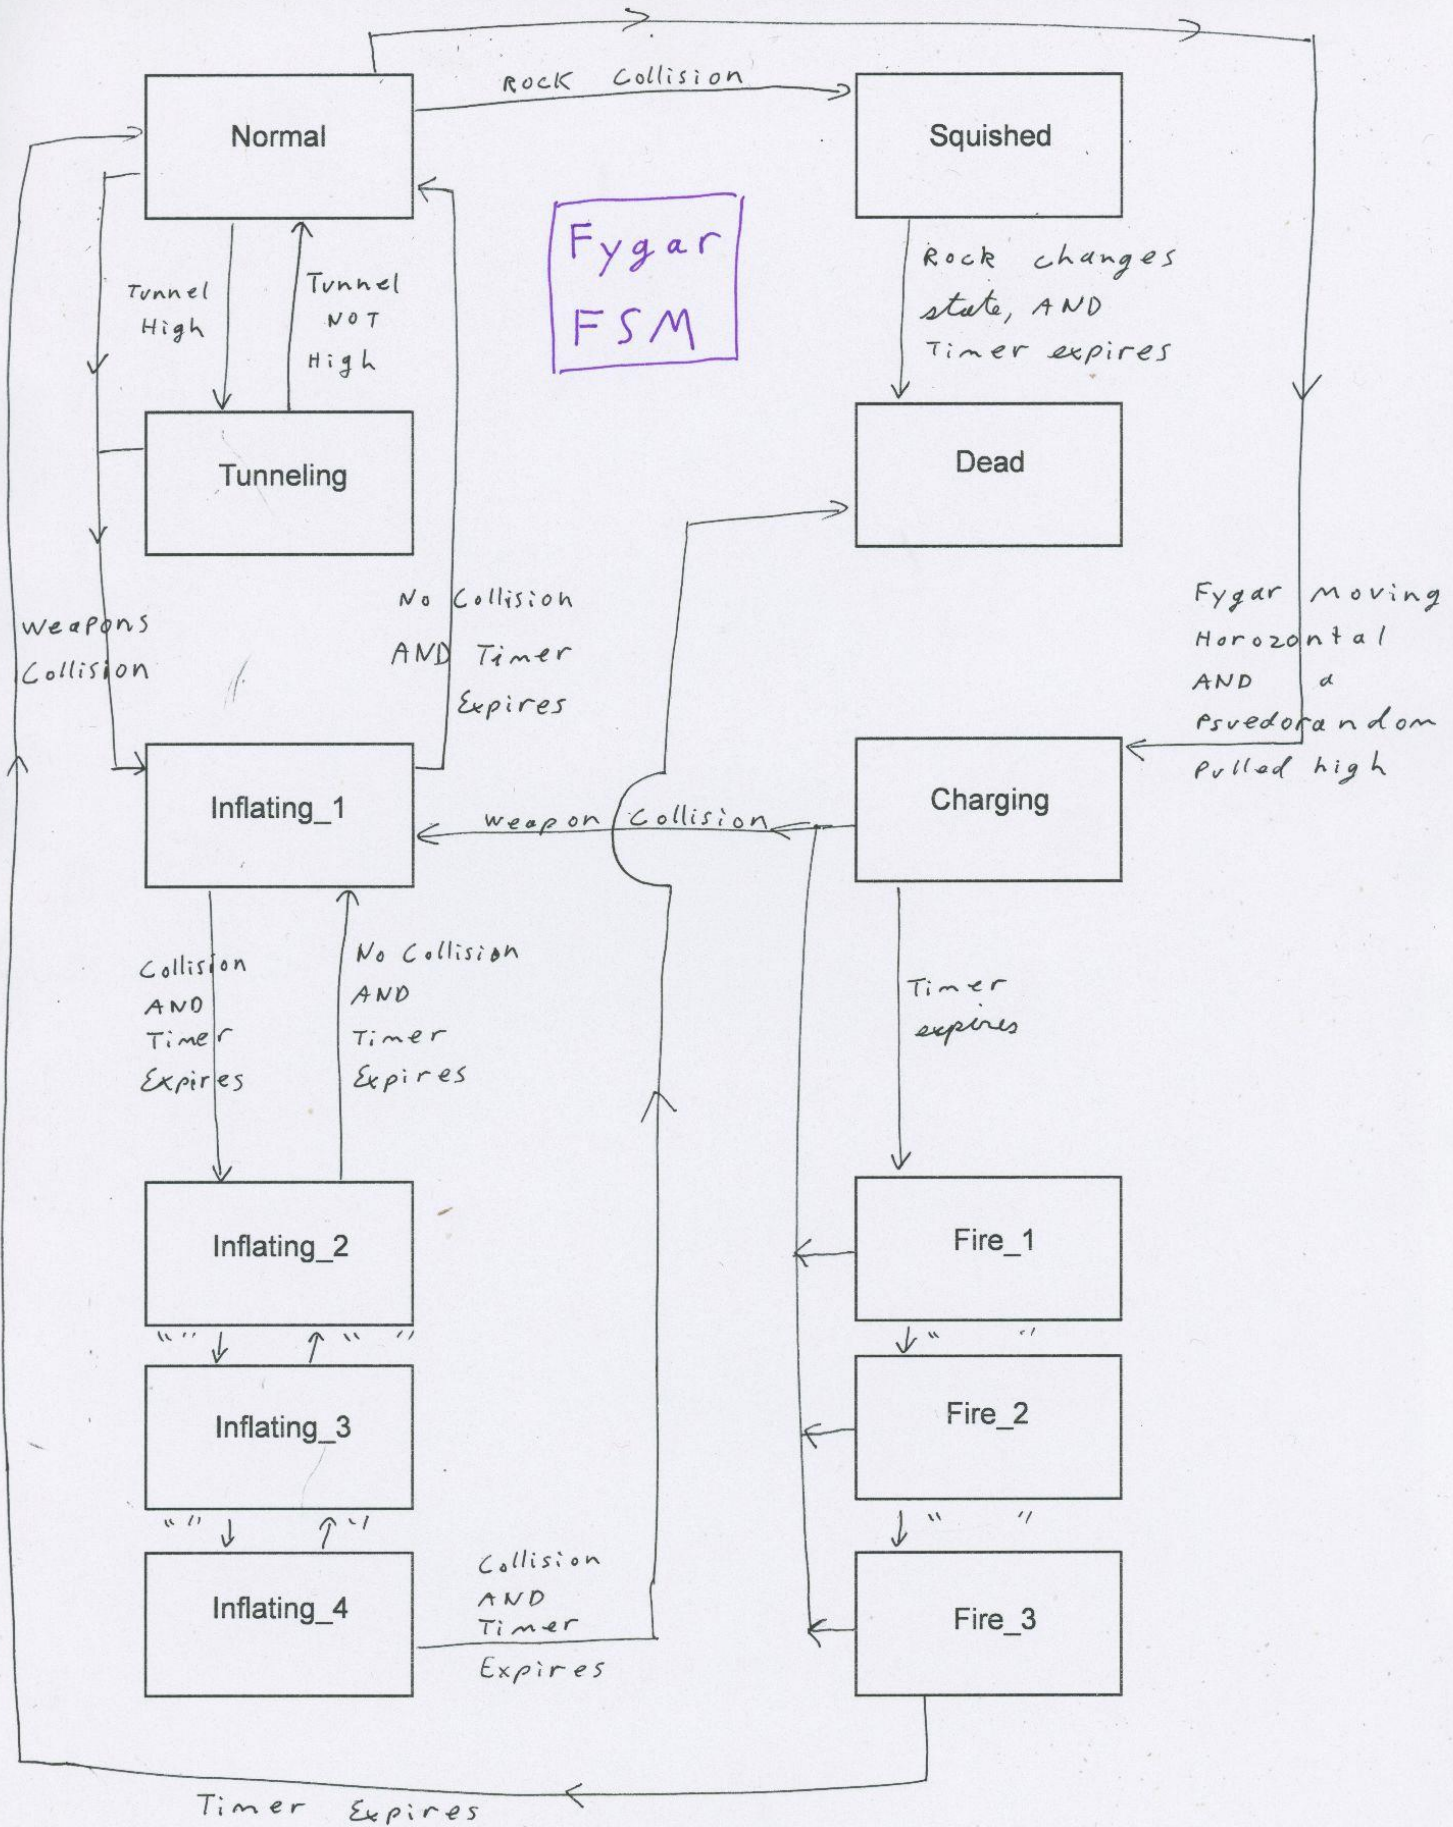 Rock Collision
Normal
Squished
Fygar
FSM
Tunnel
High
Tunnel
NOT
High
Rock changes
state, AND
Timer expires
Tunneling
Dead
Weapons
Collision
No Collision
AND Timer
Expires
Fygar Moving
Horozontal
AND a
Psuedorandom
Pulled high
Inflating_1
Weapon Collision
Charging
Collision
AND
Timer
Expires
No Collision
AND
Timer
Expires
Timer
expires
Inflating_2
Fire_1
" "
" "
" "
Inflating_3
Fire_2
" "
" "
" "
Inflating_4
Collision
AND
Timer
Expires
Fire_3
Timer Expires